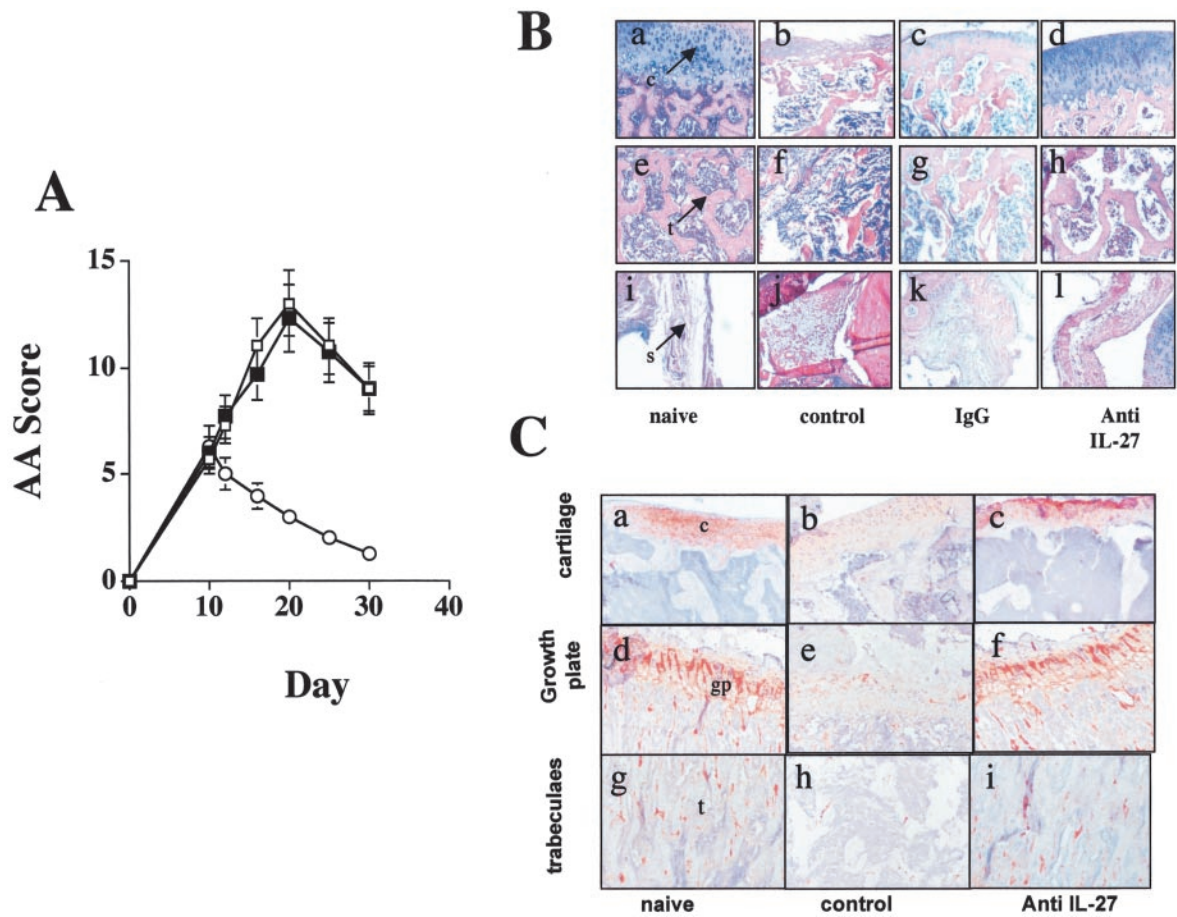 A
AA Score
15
10
5
0
0 10 20 30 40
Day
B
a b c d
c
e f g h
t
i j k l
s
naive control IgG Anti
IL-27
C
cartilage
a b c
c
Growth
plate
d e f
gp
trabeculaes
g h i
t
naive control Anti IL-27